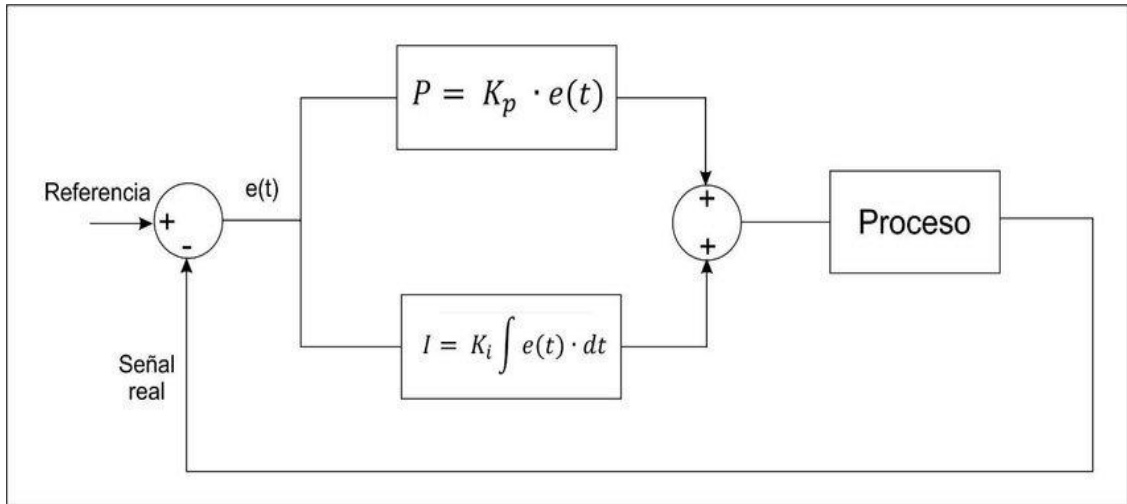 P = K_p · e(t)
Referencia
e(t)
+
-
+
+
Proceso
I = K_i ∫ e(t) · dt
Señal
real